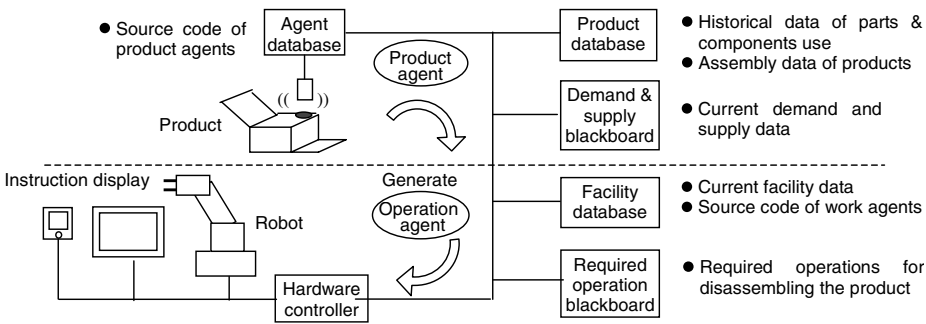 ● Source code of
product agents
Agent
database
Product
agent
Product
database
● Historical data of parts &
components use
● Assembly data of products
Product
(( ))
Demand &
supply
blackboard
● Current demand and
supply data
Instruction display
Robot
Generate
Operation
agent
Facility
database
● Current facility data
● Source code of work agents
Hardware
controller
Required
operation
blackboard
● Required operations for
disassembling the product